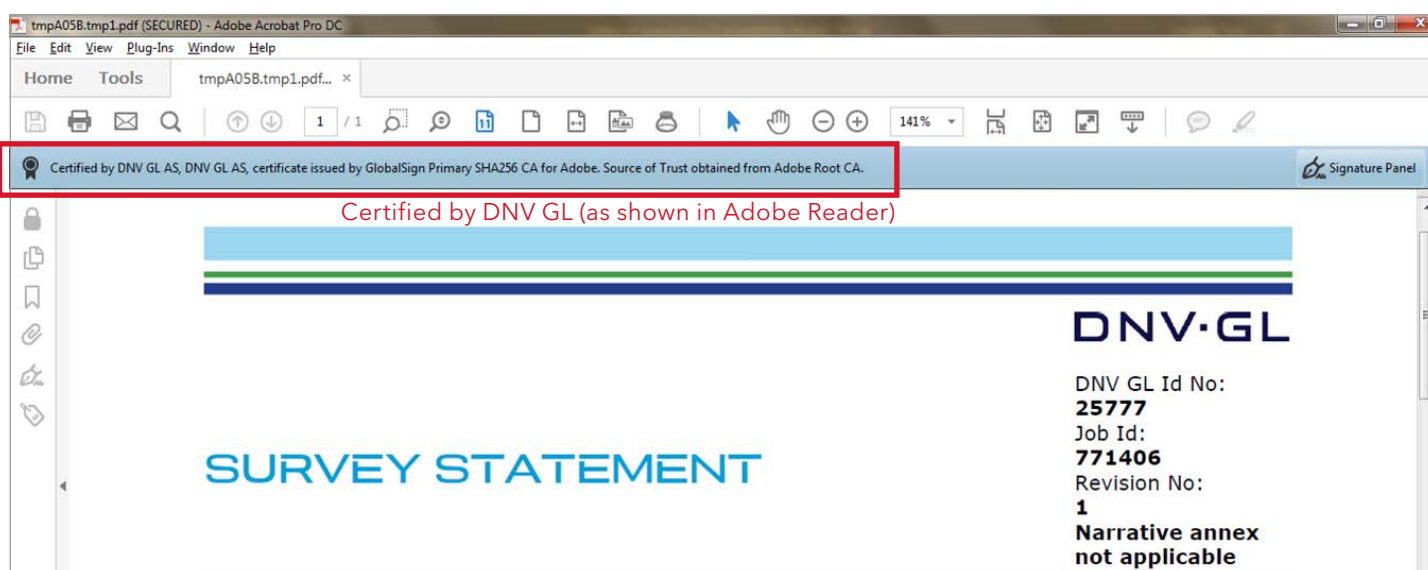 tmpA05B.tmp1.pdf (SECURED) - Adobe Acrobat Pro DC
File Edit View Plug-Ins Window Help
Home Tools tmpA05B.tmp1.pdf... ×
1 / 1 141%
Certified by DNV GL AS, DNV GL AS, certificate issued by GlobalSign Primary SHA256 CA for Adobe. Source of Trust obtained from Adobe Root CA. Signature Panel
Certified by DNV GL (as shown in Adobe Reader)
DNV·GL
DNV GL Id No:
25777
Job Id:
771406
SURVEY STATEMENT
Revision No:
1
Narrative annex
not applicable